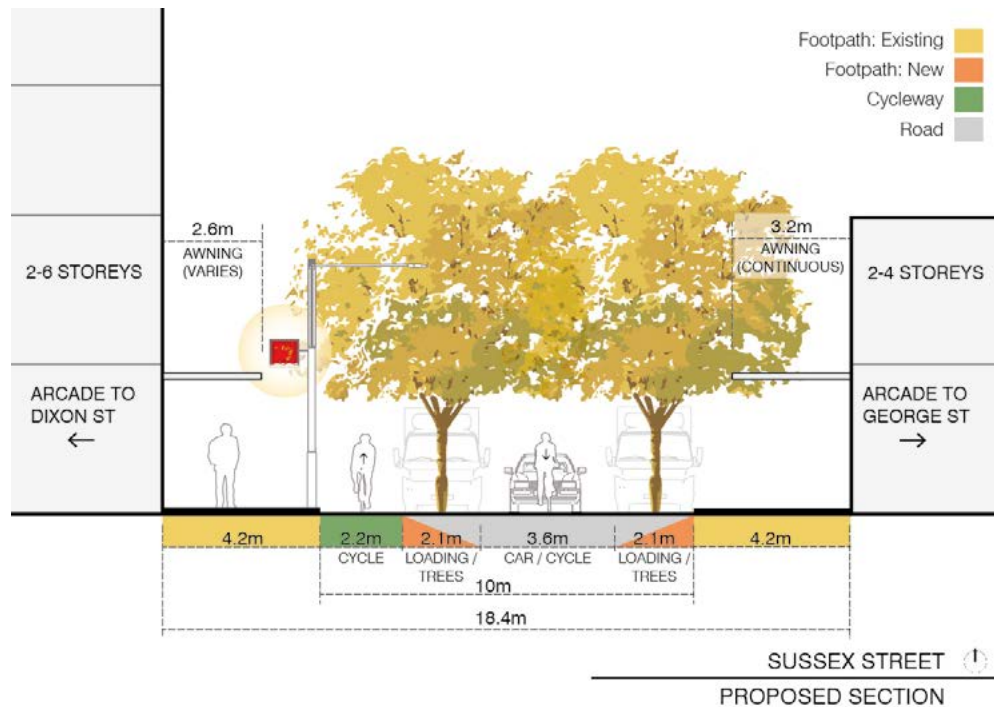 Footpath: Existing
Footpath: New
Cycleway
Road
2.6m
AWNING
(VARIES)
3.2m
AWNING
(CONTINUOUS)
2-6 STOREYS
2-4 STOREYS
ARCADE TO
DIXON ST
←
ARCADE TO
GEORGE ST
→
4.2m
2.2m
2.1m
3.6m
2.1m
4.2m
CYCLE
LOADING /
TREES
CAR / CYCLE
LOADING /
TREES
10m
18.4m
SUSSEX STREET
PROPOSED SECTION